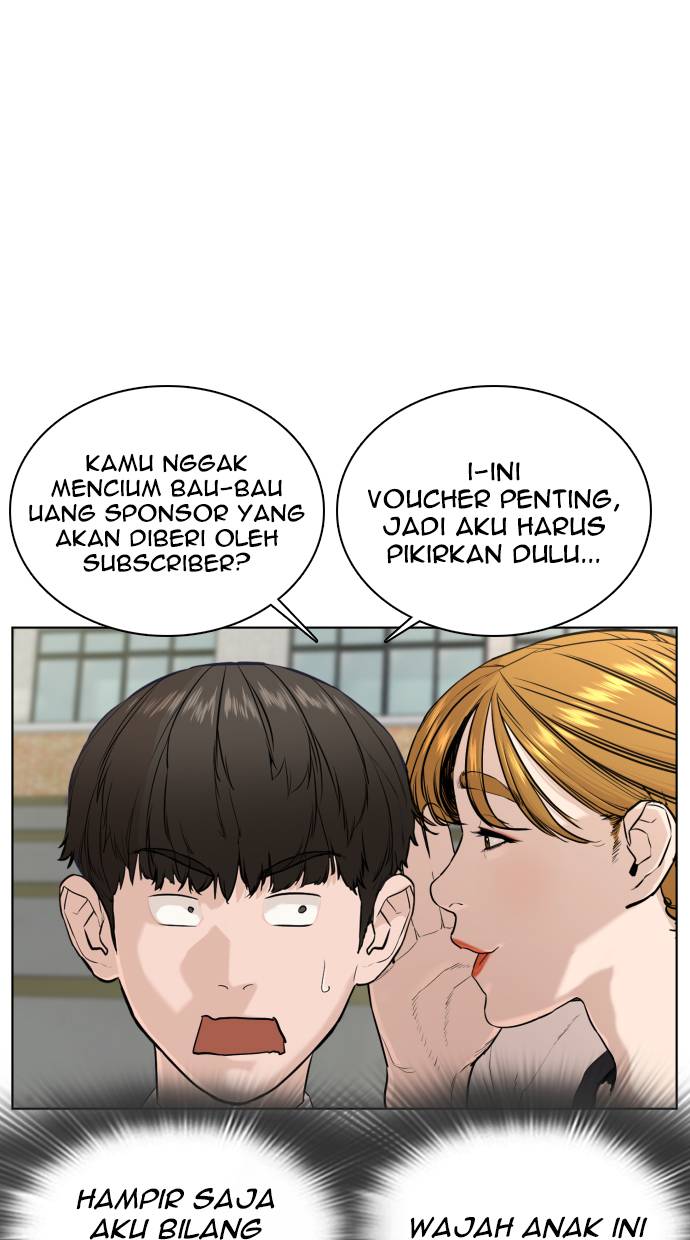 KAMU NGGAK
MENCIUM BAU-BAU
UANG SPONSOR YANG
AKAN DIBERI OLEH
SUBSCRIBER?
I-INI
VOUCHER PENTING,
JADI AKU HARUS
PIKIRKAN DULU...
HAMPIR SAJA
AKU BILANG
WAJAH ANAK INI